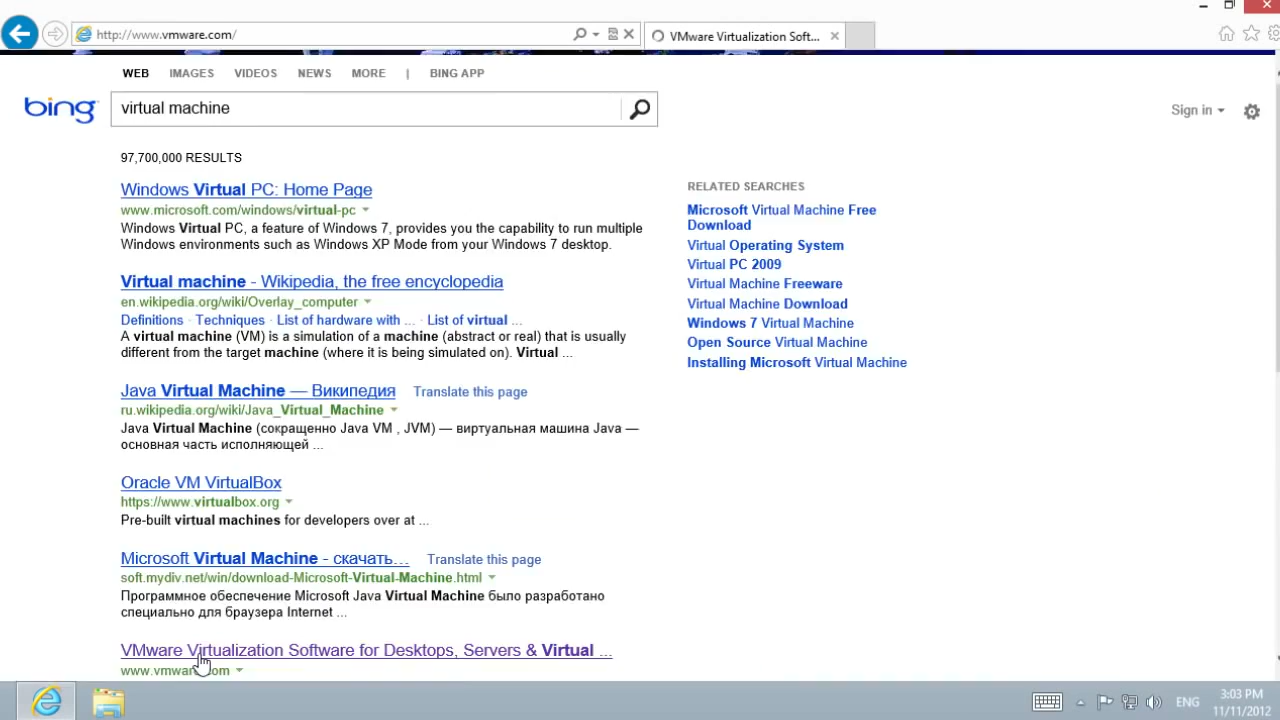 http://www.vmware.com/
VMware Virtualization Soft...
WEB IMAGES VIDEOS NEWS MORE | BING APP
bing
virtual machine
Sign in
97,700,000 RESULTS
Windows Virtual PC: Home Page
www.microsoft.com/windows/virtual-pc
Windows Virtual PC, a feature of Windows 7, provides you the capability to run multiple
Windows environments such as Windows XP Mode from your Windows 7 desktop.
Virtual machine - Wikipedia, the free encyclopedia
en.wikipedia.org/wiki/Overlay_computer
Definitions · Techniques · List of hardware with ... · List of virtual ...
A virtual machine (VM) is a simulation of a machine (abstract or real) that is usually
different from the target machine (where it is being simulated on). Virtual ...
Java Virtual Machine — Википедия Translate this page
ru.wikipedia.org/wiki/Java_Virtual_Machine
Java Virtual Machine (сокращенно Java VM , JVM) — виртуальная машина Java —
основная часть исполняющей ...
Oracle VM VirtualBox
https://www.virtualbox.org
Pre-built virtual machines for developers over at ...
Microsoft Virtual Machine - скачать... Translate this page
soft.mydiv.net/win/download-Microsoft-Virtual-Machine.html
Программное обеспечение Microsoft Java Virtual Machine было разработано
специально для браузера Internet ...
VMware Virtualization Software for Desktops, Servers & Virtual ...
www.vmware.com
RELATED SEARCHES
Microsoft Virtual Machine Free
Download
Virtual Operating System
Virtual PC 2009
Virtual Machine Freeware
Virtual Machine Download
Windows 7 Virtual Machine
Open Source Virtual Machine
Installing Microsoft Virtual Machine
ENG
3:03 PM
11/11/2012